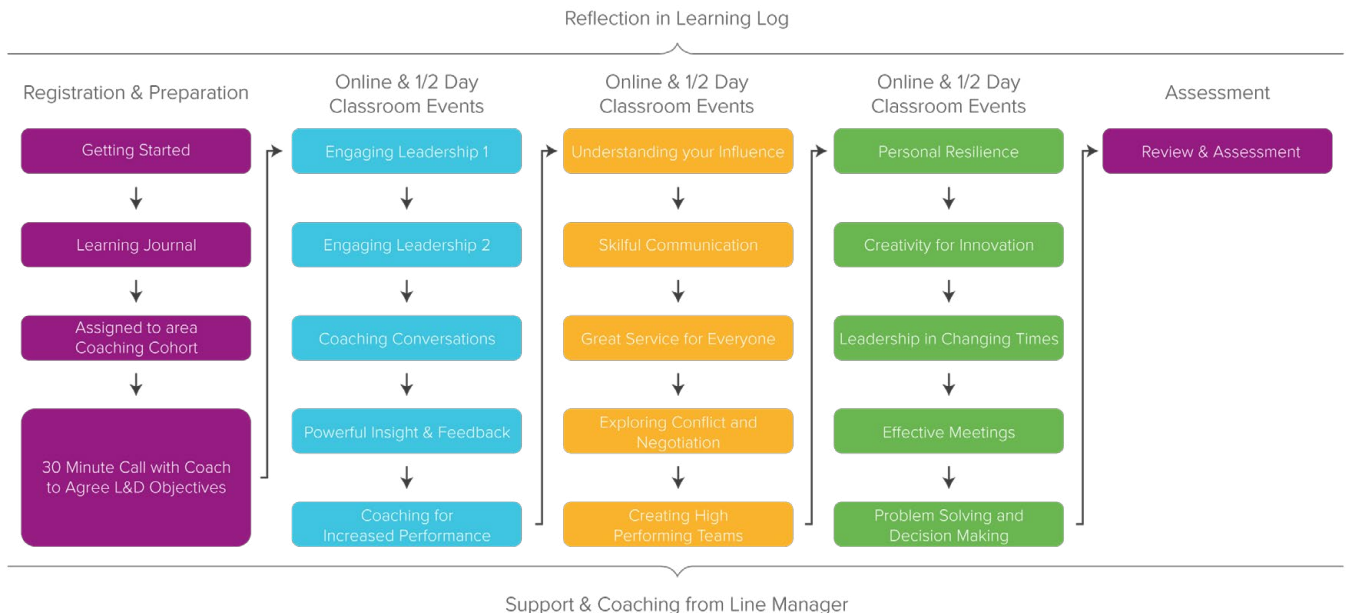 Reflection in Learning Log
Registration & Preparation
Getting Started
Learning Journal
Assigned to area
Coaching Cohort
30 Minute Call with Coach
to Agree L&D Objectives
Online & 1/2 Day
Classroom Events
Engaging Leadership 1
Engaging Leadership 2
Coaching Conversations
Powerful Insight & Feedback
Coaching for
Increased Performance
Online & 1/2 Day
Classroom Events
Understanding your Influence
Skilful Communication
Great Service for Everyone
Exploring Conflict and
Negotiation
Creating High
Performing Teams
Online & 1/2 Day
Classroom Events
Personal Resilience
Creativity for Innovation
Leadership in Changing Times
Effective Meetings
Problem Solving and
Decision Making
Assessment
Review & Assessment
Support & Coaching from Line Manager